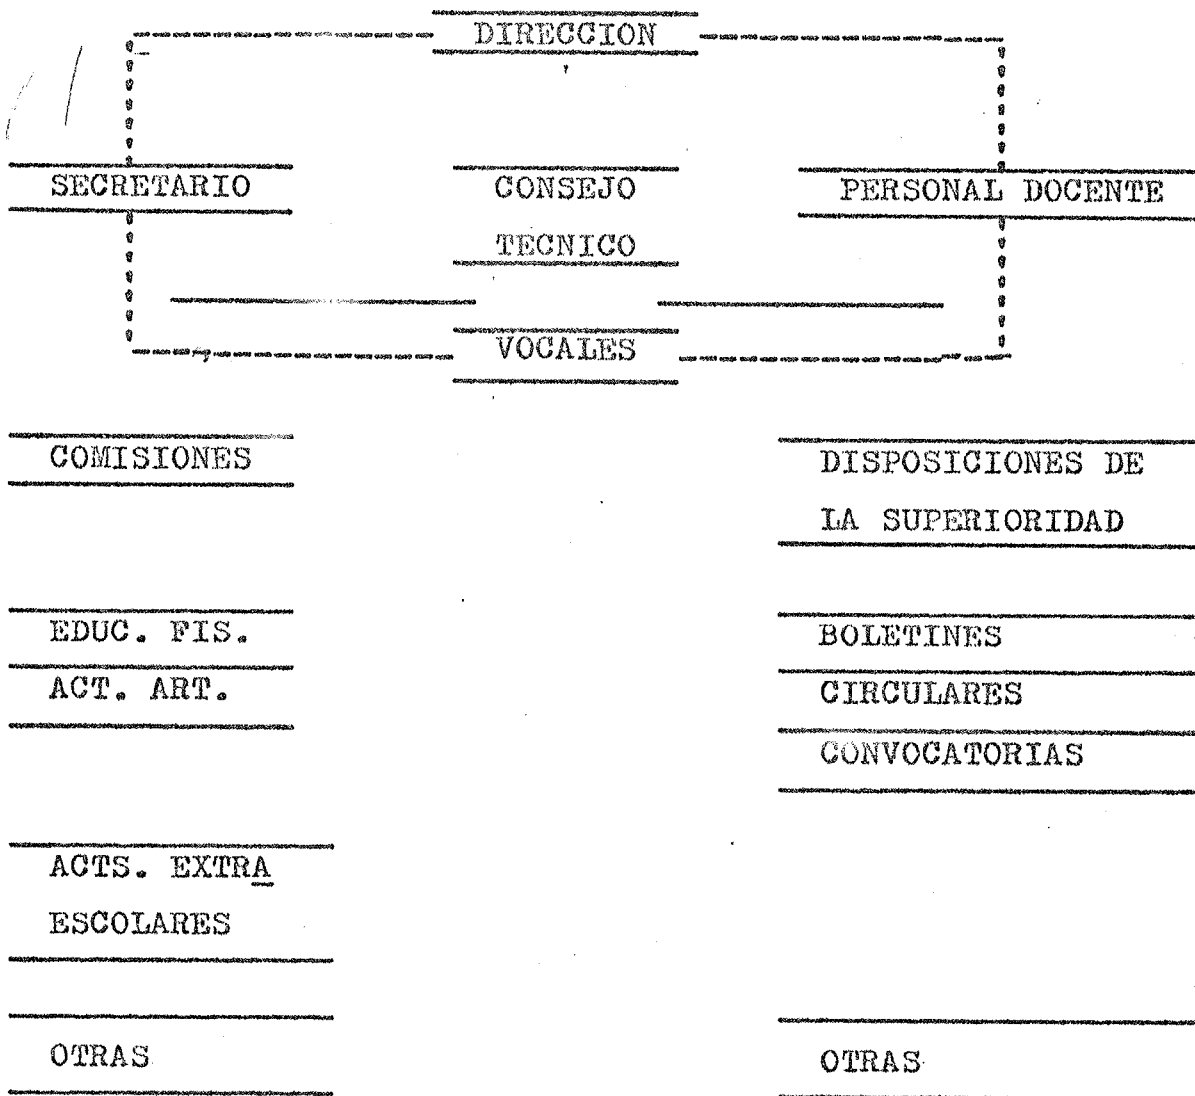 DIRECCION
SECRETARIO
CONSEJO
TECNICO
PERSONAL DOCENTE
VOCALES
COMISIONES
DISPOSICIONES DE
LA SUPERIORIDAD
EDUC. FIS.
ACT. ART.
BOLETINES
CIRCULARES
CONVOCATORIAS
ACTS. EXTRA
ESCOLARES
OTRAS
OTRAS